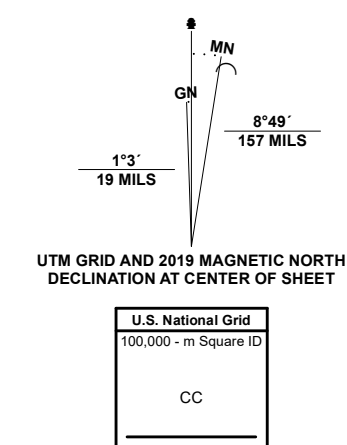 MN
GN
8°49´
157 MILS
1°3´
19 MILS
UTM GRID AND 2019 MAGNETIC NORTH
DECLINATION AT CENTER OF SHEET
U.S. National Grid
100,000 - m Square ID
CC